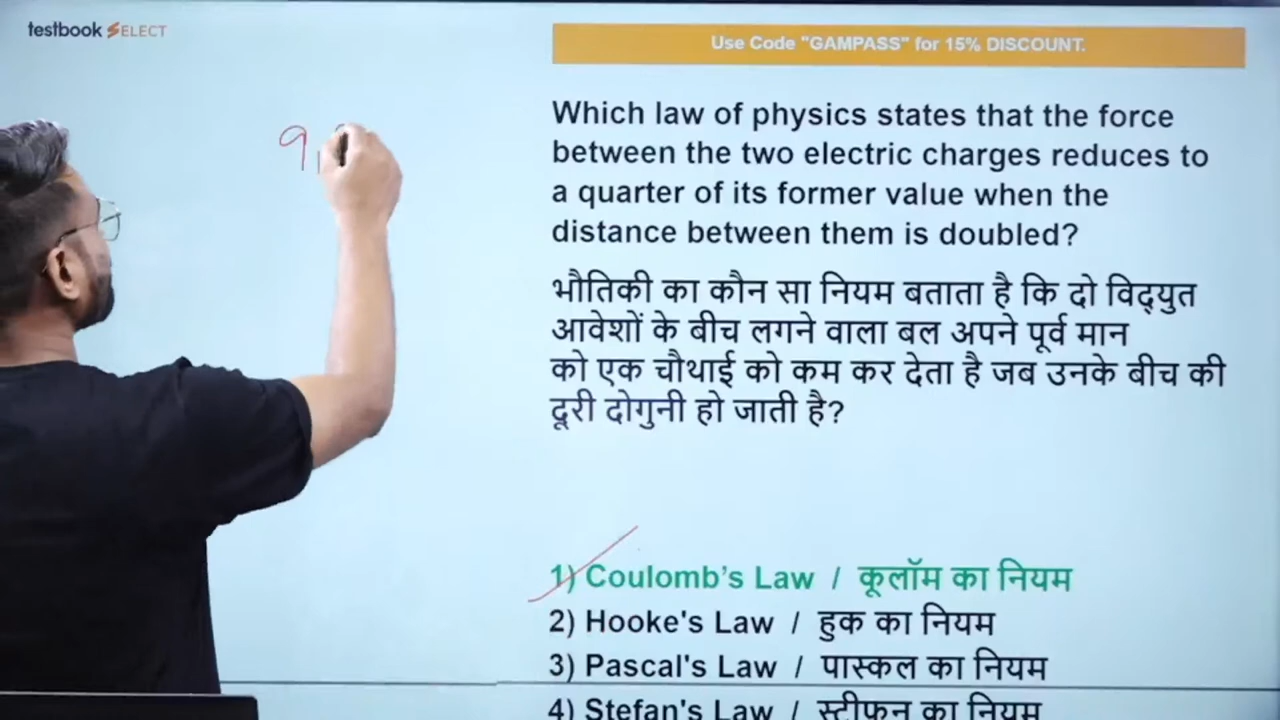 testbook SELECT
Use Code "GAMPASS" for 15% DISCOUNT.
Which law of physics states that the force
between the two electric charges reduces to
a quarter of its former value when the
distance between them is doubled?
भौतिकी का कौन सा नियम बताता है कि दो विद्युत
आवेशों के बीच लगने वाला बल अपने पूर्व मान
को एक चौथाई को कम कर देता है जब उनके बीच की
दूरी दोगुनी हो जाती है?
1) Coulomb's Law / कूलॉम का नियम
2) Hooke's Law / हुक का नियम
3) Pascal's Law / पास्कल का नियम
4) Stefan's Law / स्टीफन का नियम